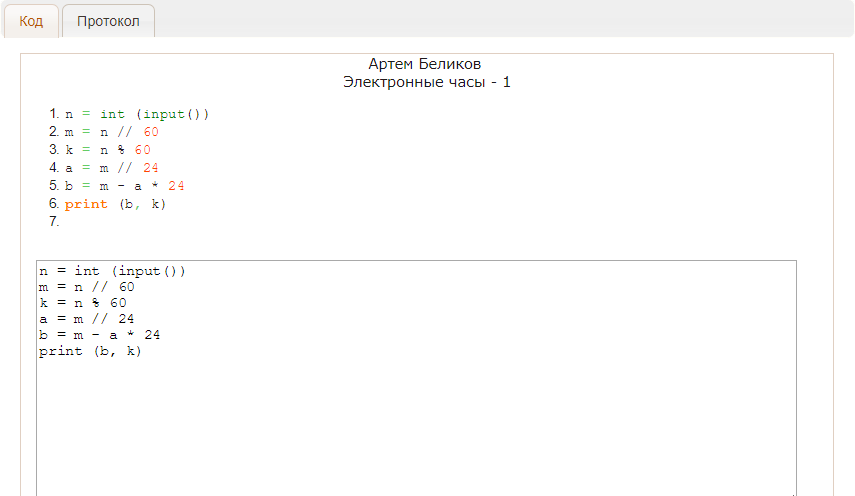 Код Протокол
Артем Беликов
Электронные часы - 1
1. n = int (input())
2. m = n // 60
3. k = n % 60
4. a = m // 24
5. b = m - a * 24
6. print (b, k)
7.
n = int (input())
m = n // 60
k = n % 60
a = m // 24
b = m - a * 24
print (b, k)